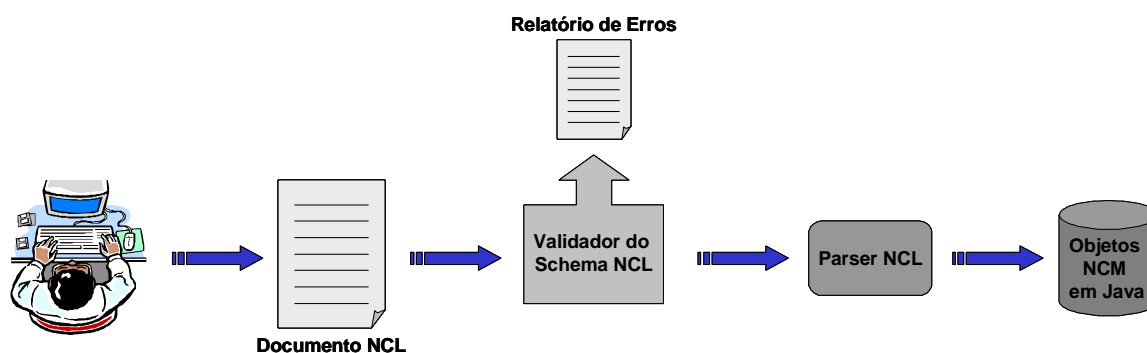 Relatório de Erros
Validador do
Schema NCL
Parser NCL
Objetos
NCM
em Java
Documento NCL